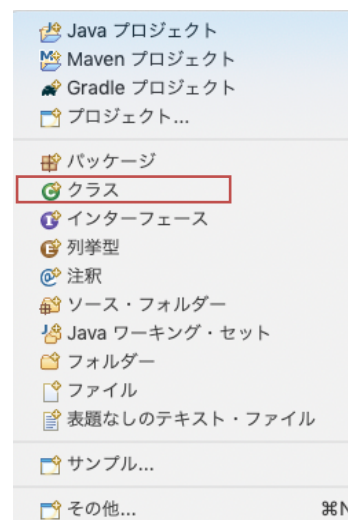 Java プロジェクト
Maven プロジェクト
Gradle プロジェクト
プロジェクト...
パッケージ
クラス
インターフェース
列挙型
注釈
ソース・フォルダー
Java ワーキング・セット
フォルダー
ファイル
表題なしのテキスト・ファイル
サンプル...
その他... ⌘N